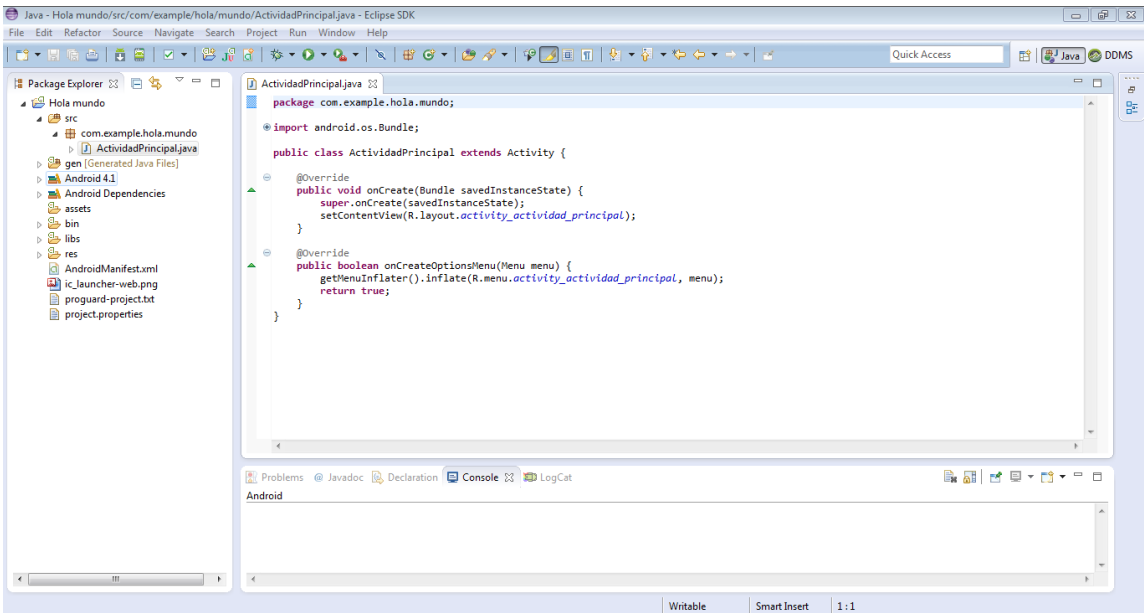 Java - Hola mundo/src/com/example/hola/mundo/ActividadPrincipal.java - Eclipse SDK
File Edit Refactor Source Navigate Search Project Run Window Help
Quick Access
Java
DDMS
Package Explorer
Hola mundo
src
com.example.hola.mundo
ActividadPrincipal.java
gen [Generated Java Files]
Android 4.1
Android Dependencies
assets
bin
libs
res
AndroidManifest.xml
ic_launcher-web.png
proguard-project.txt
project.properties
ActividadPrincipal.java
package com.example.hola.mundo;
import android.os.Bundle;
public class ActividadPrincipal extends Activity {
@Override
public void onCreate(Bundle savedInstanceState) {
super.onCreate(savedInstanceState);
setContentView(R.layout.activity_actividad_principal);
}
@Override
public boolean onCreateOptionsMenu(Menu menu) {
getMenuInflater().inflate(R.menu.activity_actividad_principal, menu);
return true;
}
}
Problems @ Javadoc Declaration Console LogCat
Android
Writable Smart Insert 1 : 1